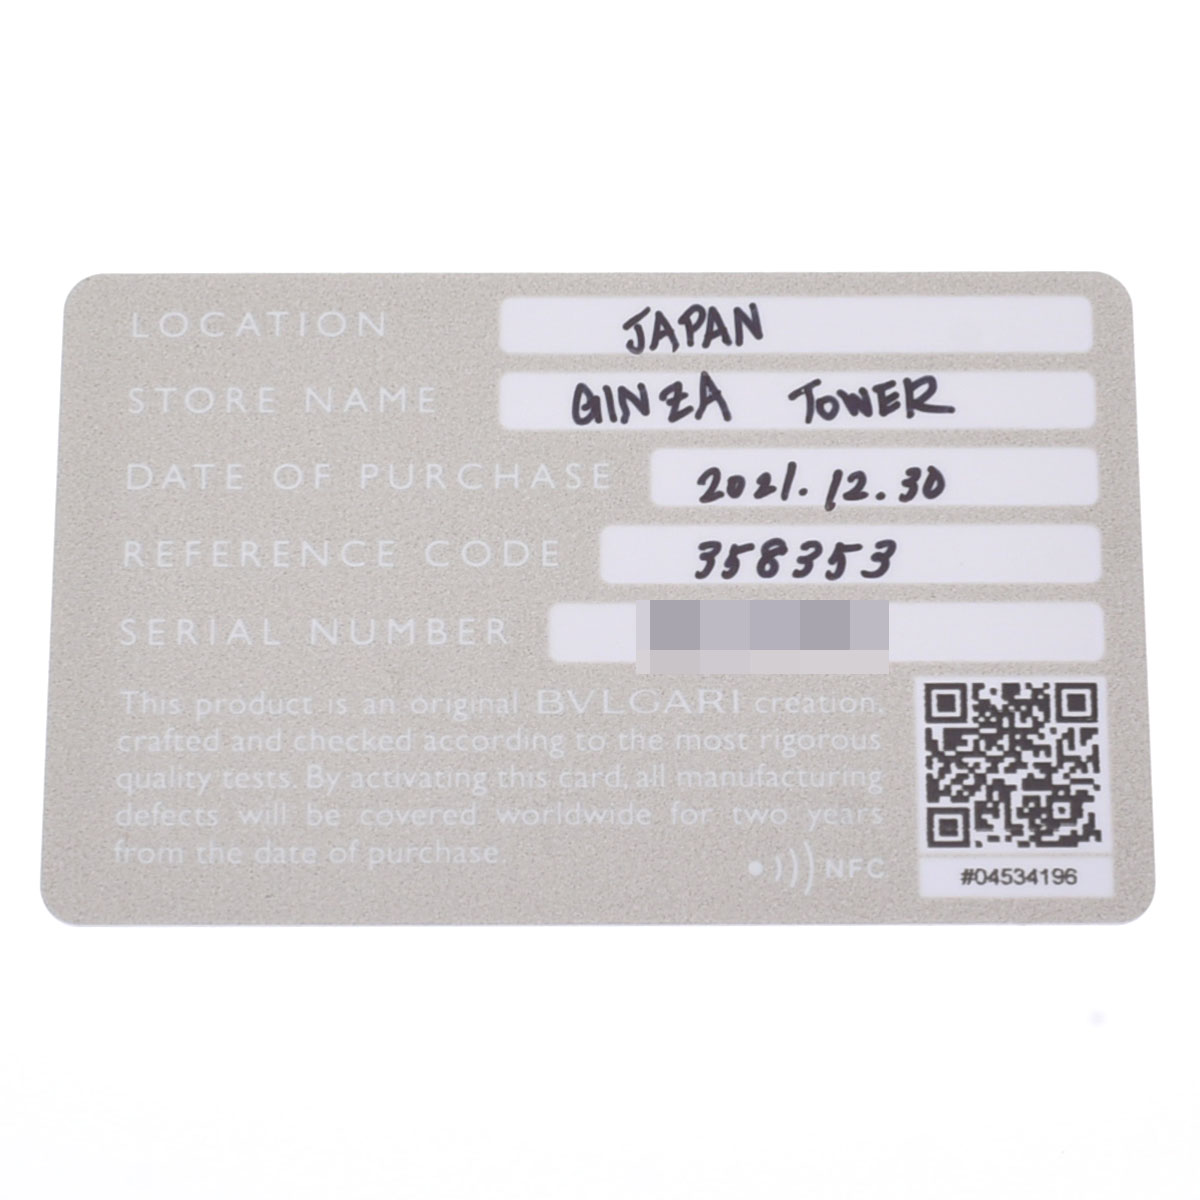 LOCATION JAPAN
STORE NAME GINZA TOWER
DATE OF PURCHASE 2021.12.30
REFERENCE CODE 358353
SERIAL NUMBER
This product is an original BVLGARI creation,
crafted and checked according to the most rigorous
quality tests. By activating this card, all manufacturing
defects will be covered worldwide for two years
from the date of purchase.
NFC
#04534196